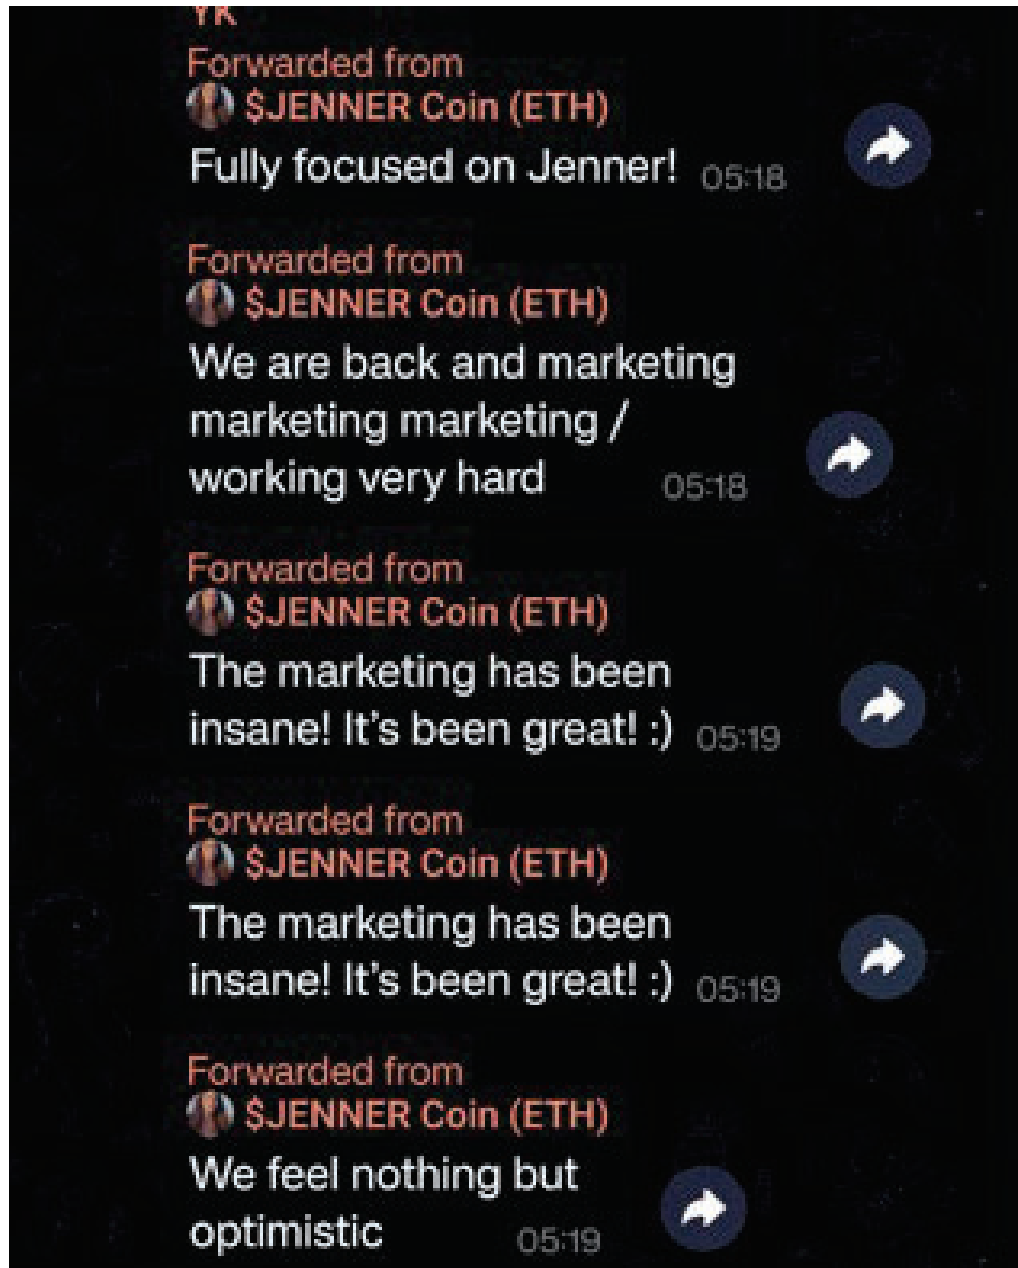 YK
Forwarded from
$JENNER Coin (ETH)
Fully focused on Jenner! 05:18
Forwarded from
$JENNER Coin (ETH)
We are back and marketing
marketing marketing /
working very hard 05:18
Forwarded from
$JENNER Coin (ETH)
The marketing has been
insane! It's been great! :) 05:19
Forwarded from
$JENNER Coin (ETH)
The marketing has been
insane! It's been great! :) 05:19
Forwarded from
$JENNER Coin (ETH)
We feel nothing but
optimistic 05:19